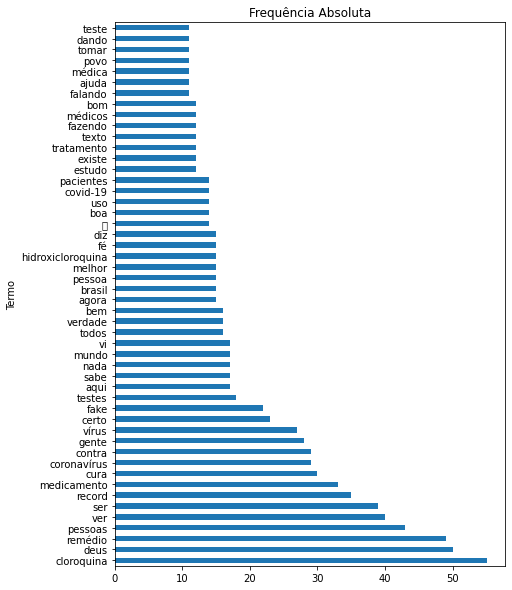 Frequência Absoluta
Termo
teste
dando
tomar
povo
médica
ajuda
falando
bom
médicos
fazendo
texto
tratamento
existe
estudo
pacientes
covid-19
uso
boa
diz
fé
hidroxicloroquina
melhor
pessoa
brasil
agora
bem
verdade
todos
vi
mundo
nada
sabe
aqui
testes
fake
certo
vírus
gente
contra
coronavírus
cura
medicamento
record
ser
ver
pessoas
remédio
deus
cloroquina
0 10 20 30 40 50